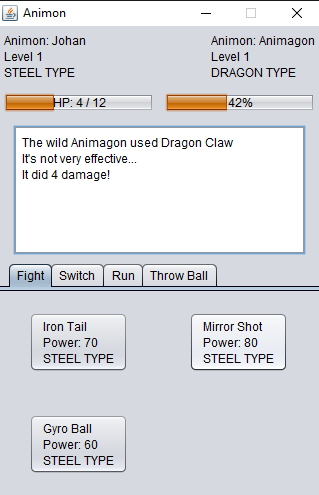 Animon
Animon: Johan
Level 1
STEEL TYPE
Animon: Animagon
Level 1
DRAGON TYPE
HP: 4 / 12
42%
The wild Animagon used Dragon Claw
It's not very effective...
It did 4 damage!
Fight Switch Run Throw Ball
Iron Tail
Power: 70
STEEL TYPE
Mirror Shot
Power: 80
STEEL TYPE
Gyro Ball
Power: 60
STEEL TYPE